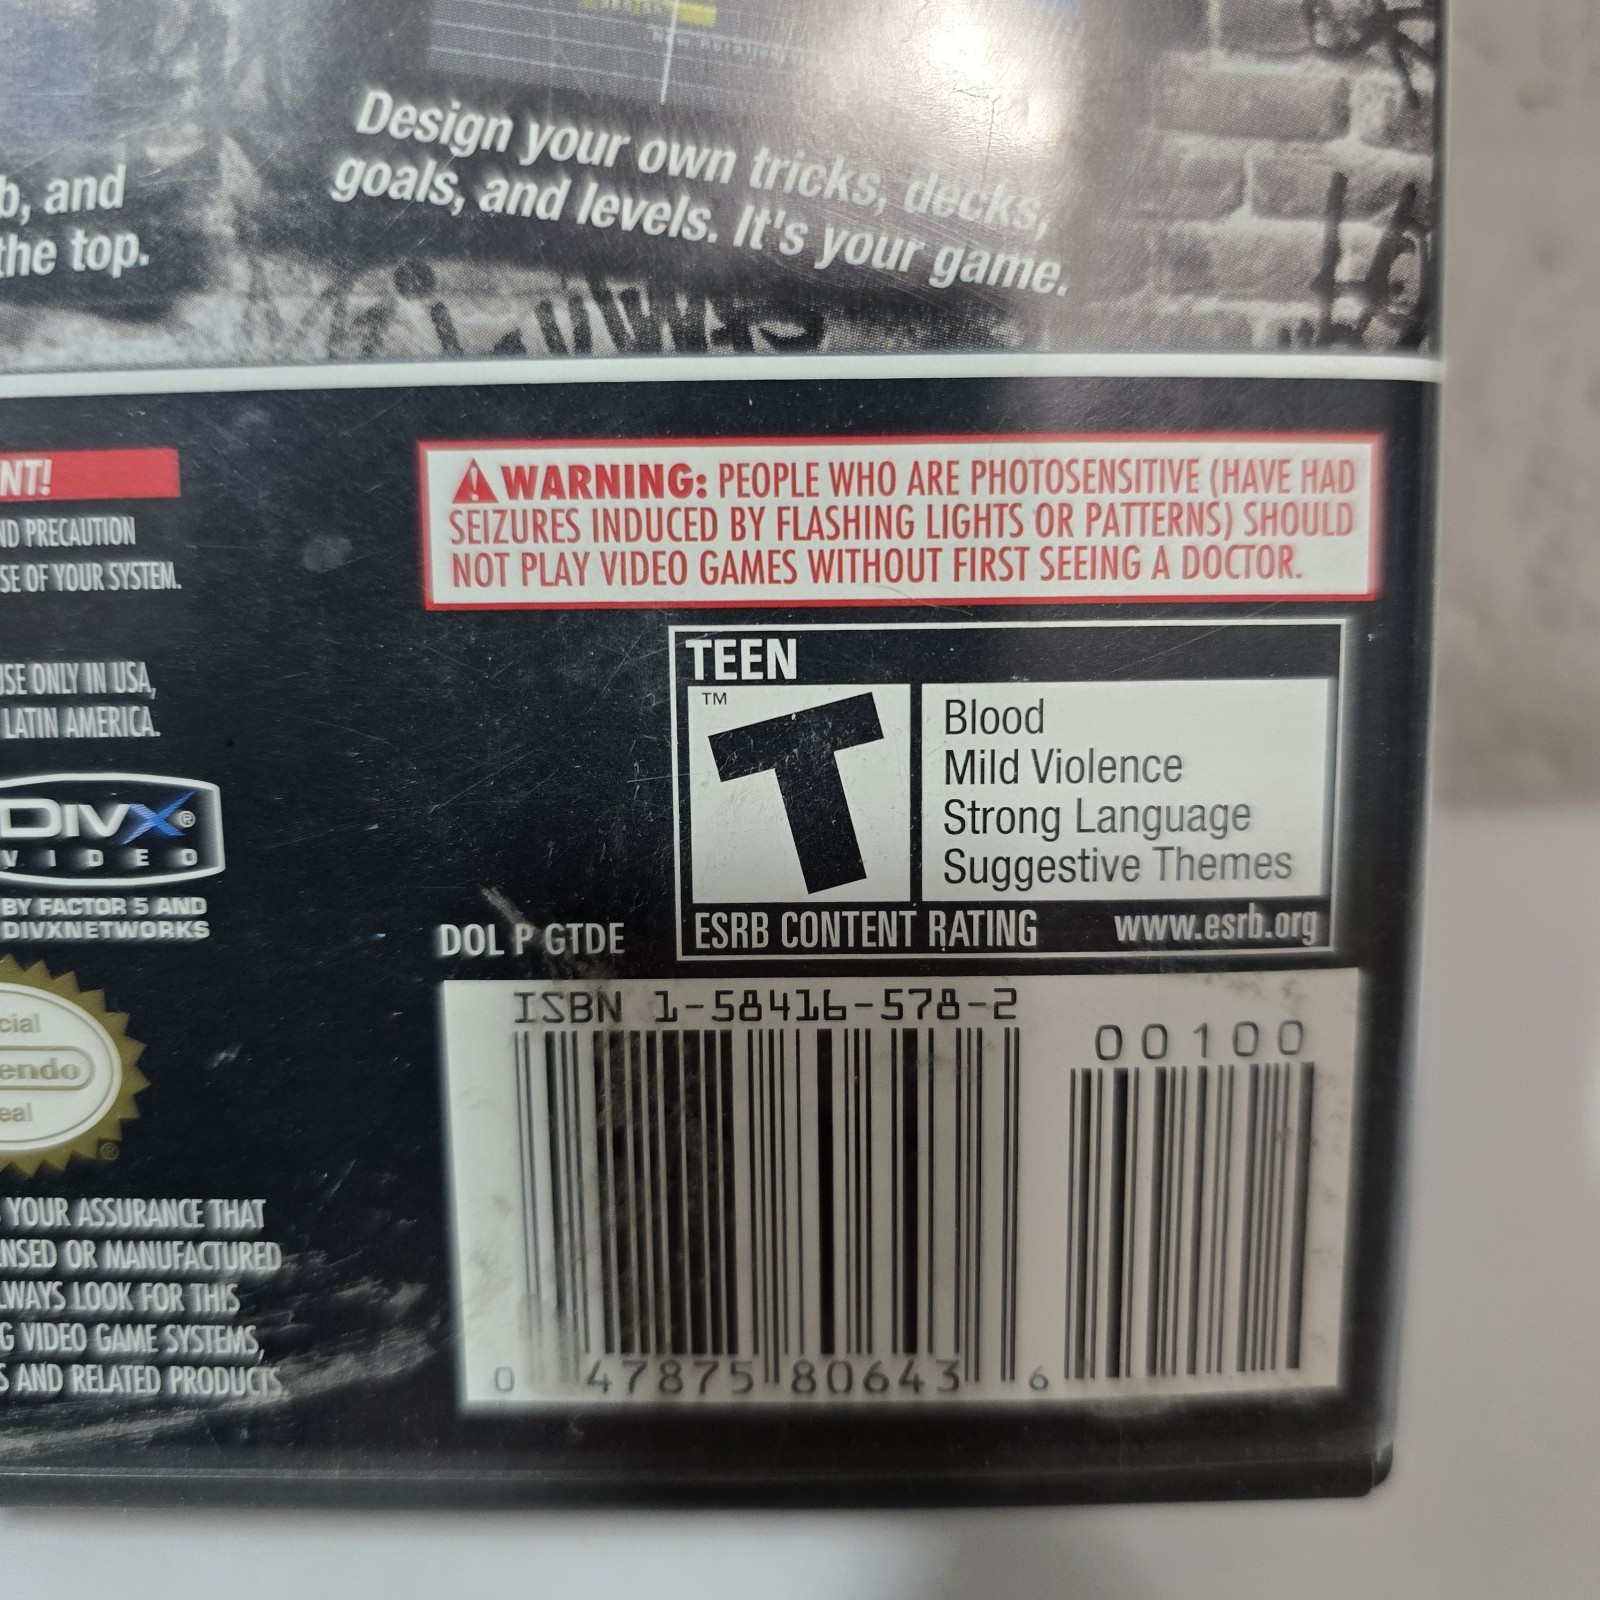 Design your own tricks, decks,
goals, and levels. It's your game.
b, and
the top.
NT!
ND PRECAUTION
SE OF YOUR SYSTEM.
USE ONLY IN USA,
LATIN AMERICA.
DIVX®
VIDEO
BY FACTOR 5 AND
DIVXNETWORKS
cial
endo
eal
®
YOUR ASSURANCE THAT
NSED OR MANUFACTURED
LWAYS LOOK FOR THIS
G VIDEO GAME SYSTEMS,
S AND RELATED PRODUCTS.
WARNING: PEOPLE WHO ARE PHOTOSENSITIVE (HAVE HAD
SEIZURES INDUCED BY FLASHING LIGHTS OR PATTERNS) SHOULD
NOT PLAY VIDEO GAMES WITHOUT FIRST SEEING A DOCTOR.
TEEN
TM
T
Blood
Mild Violence
Strong Language
Suggestive Themes
ESRB CONTENT RATING www.esrb.org
DOL P GTDE
ISBN 1-58416-578-2
00100
0 47875 80643 6